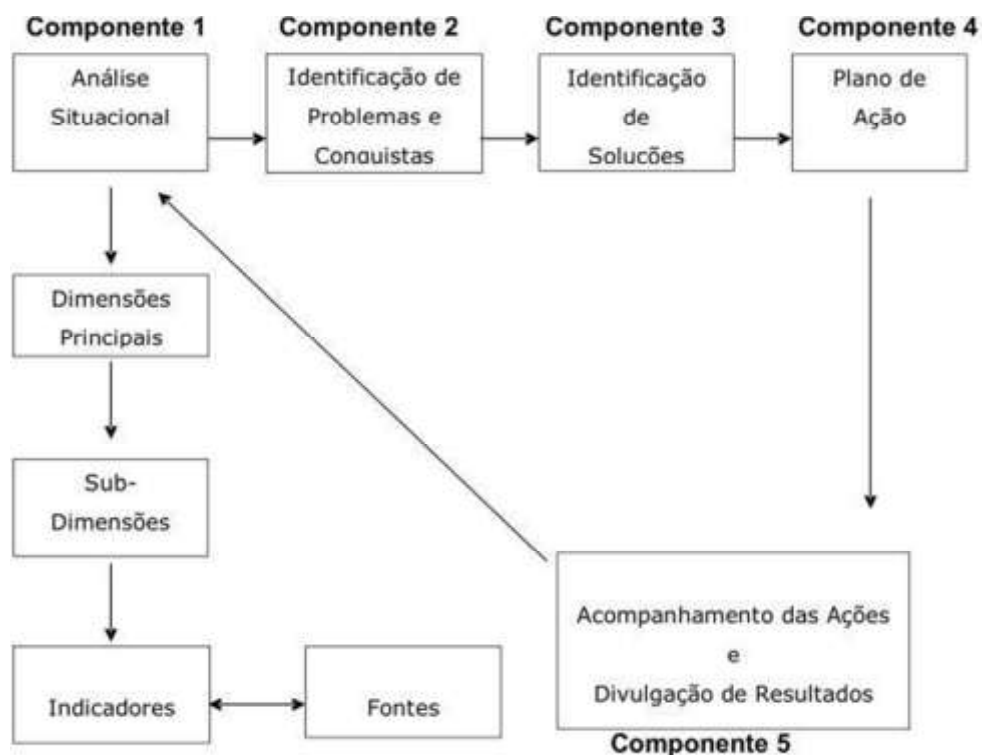 Componente 1
Componente 2
Componente 3
Componente 4
Análise
Situacional
Identificação de
Problemas e
Conquistas
Identificação
de
Soluções
Plano de
Ação
Dimensões
Principais
Sub-
Dimensões
Indicadores
Fontes
Acompanhamento das Ações
e
Divulgação de Resultados
Componente 5